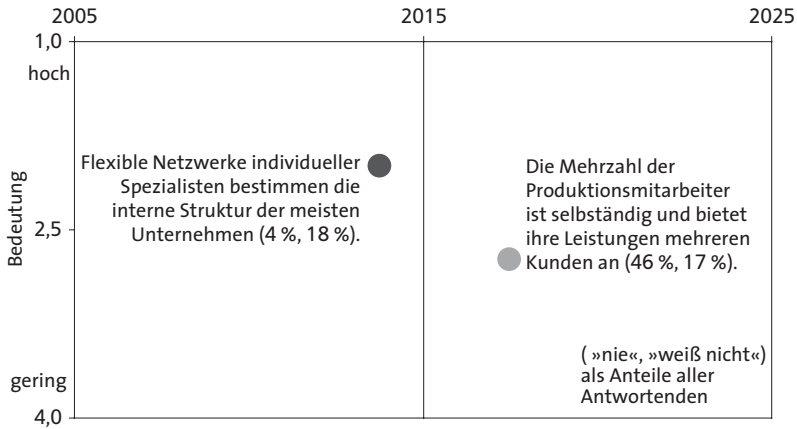 2005 2015 2025
1,0
hoch
Bedeutung
2,5
gering
4,0
Flexible Netzwerke individueller
Spezialisten bestimmen die
interne Struktur der meisten
Unternehmen (4 %, 18 %).
Die Mehrzahl der
Produktionsmitarbeiter
ist selbständig und bietet
ihre Leistungen mehreren
Kunden an (46 %, 17 %).
( »nie«, »weiß nicht«)
als Anteile aller
Antwortenden